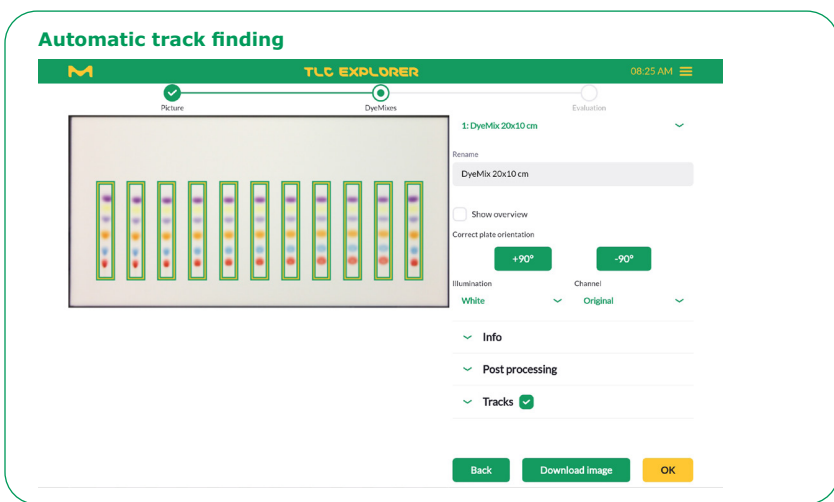 Automatic track finding
TLC EXPLORER
08:25 AM
Picture
DyeMixes
Evaluation
1: DyeMix 20x10 cm
Rename
DyeMix 20x10 cm
Show overview
Correct plate orientation
+90°
-90°
Illumination
Channel
White
Original
Info
Post processing
Tracks
Back
Download image
OK